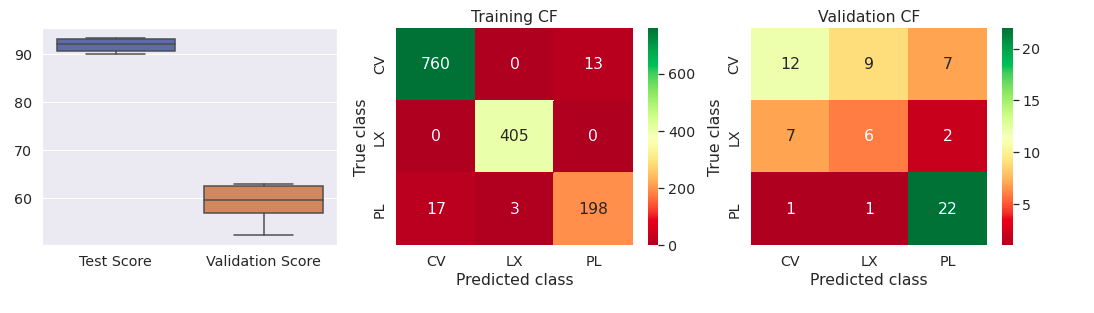 90
80
70
60
Test Score
Validation Score
Training CF
True class
CV
LX
PL
760
0
13
0
405
0
17
3
198
CV
LX
PL
Predicted class
600
400
200
0
Validation CF
True class
CV
LX
PL
12
9
7
7
6
2
1
1
22
CV
LX
PL
Predicted class
20
15
10
5